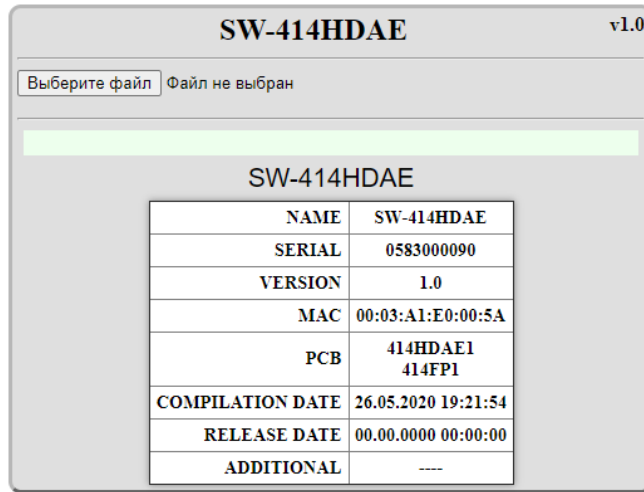 SW-414HDAE
v1.0
Выберите файл Файл не выбран
SW-414HDAE
NAME SW-414HDAE
SERIAL 0583000090
VERSION 1.0
MAC 00:03:A1:E0:00:5A
PCB 414HDAE1
414FP1
COMPILATION DATE 26.05.2020 19:21:54
RELEASE DATE 00.00.0000 00:00:00
ADDITIONAL ----